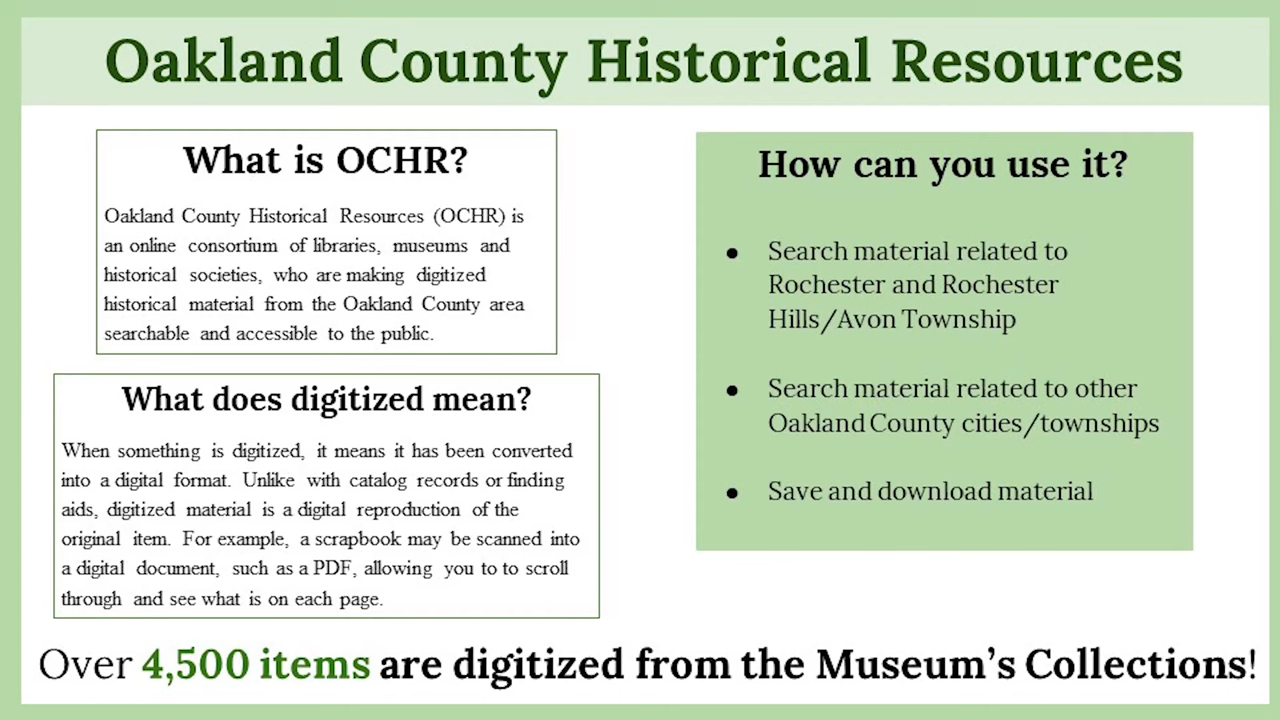 Oakland County Historical Resources
What is OCHR?
Oakland County Historical Resources (OCHR) is
an online consortium of libraries, museums and
historical societies, who are making digitized
historical material from the Oakland County area
searchable and accessible to the public.
What does digitized mean?
When something is digitized, it means it has been converted
into a digital format. Unlike with catalog records or finding
aids, digitized material is a digital reproduction of the
original item. For example, a scrapbook may be scanned into
a digital document, such as a PDF, allowing you to to scroll
through and see what is on each page.
How can you use it?
● Search material related to
Rochester and Rochester
Hills/Avon Township
● Search material related to other
Oakland County cities/townships
● Save and download material
Over 4,500 items are digitized from the Museum's Collections!